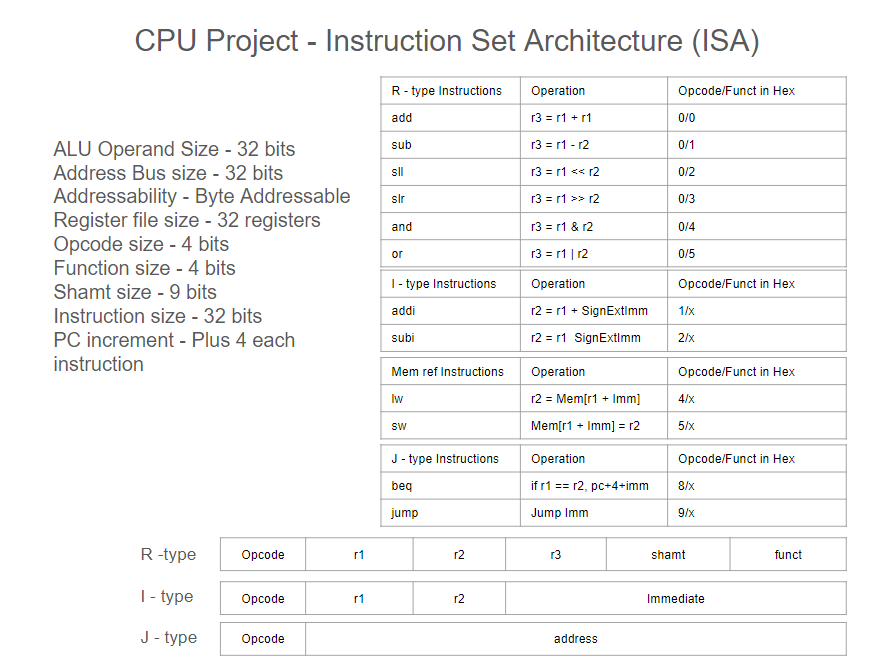 CPU Project - Instruction Set Architecture (ISA)
ALU Operand Size - 32 bits
Address Bus size - 32 bits
Addressability - Byte Addressable
Register file size - 32 registers
Opcode size - 4 bits
Function size - 4 bits
Shamt size - 9 bits
Instruction size - 32 bits
PC increment - Plus 4 each
instruction
R - type Instructions Operation Opcode/Funct in Hex
add r3 = r1 + r1 0/0
sub r3 = r1 - r2 0/1
sll r3 = r1 << r2 0/2
slr r3 = r1 >> r2 0/3
and r3 = r1 & r2 0/4
or r3 = r1 | r2 0/5
I - type Instructions Operation Opcode/Funct in Hex
addi r2 = r1 + SignExtImm 1/x
subi r2 = r1 SignExtImm 2/x
Mem ref Instructions Operation Opcode/Funct in Hex
lw r2 = Mem[r1 + Imm] 4/x
sw Mem[r1 + Imm] = r2 5/x
J - type Instructions Operation Opcode/Funct in Hex
beq if r1 == r2, pc+4+imm 8/x
jump Jump Imm 9/x
R -type Opcode r1 r2 r3 shamt funct
I - type Opcode r1 r2 Immediate
J - type Opcode address